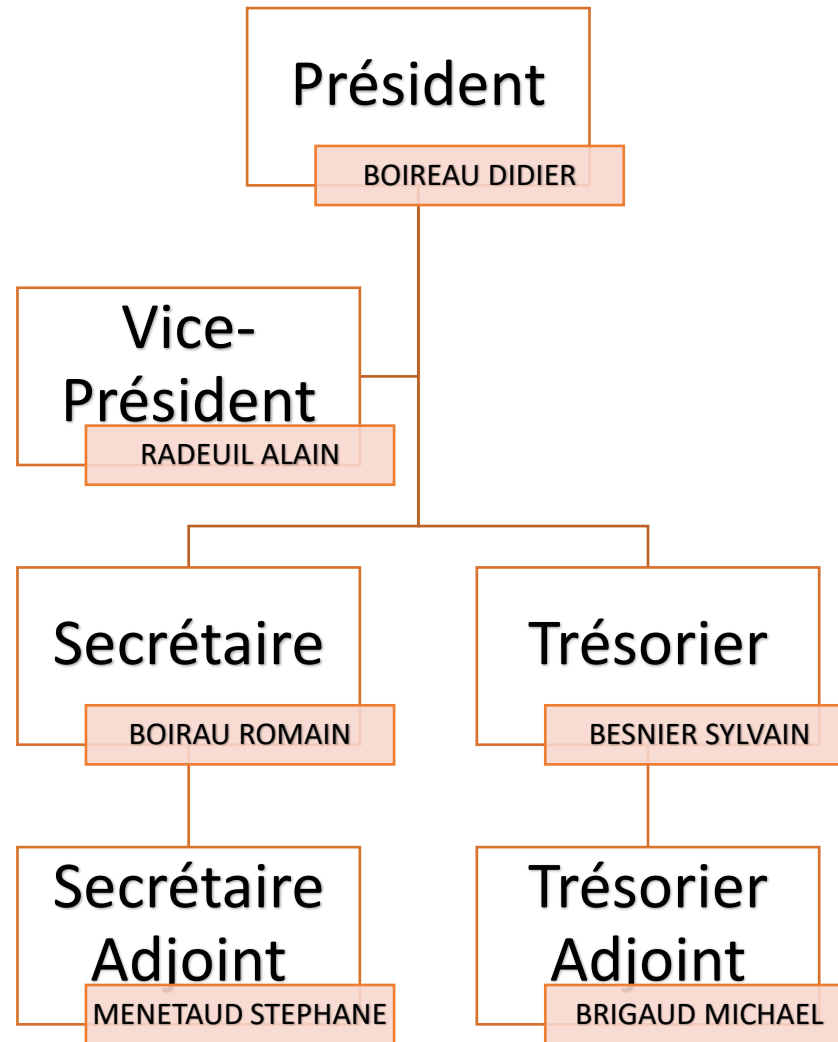 Président
BOIREAU DIDIER
Vice-
Président
RADEUIL ALAIN
Secrétaire
BOIRAU ROMAIN
Trésorier
BESNIER SYLVAIN
Secrétaire
Adjoint
MENETAUD STEPHANE
Trésorier
Adjoint
BRIGAUD MICHAEL